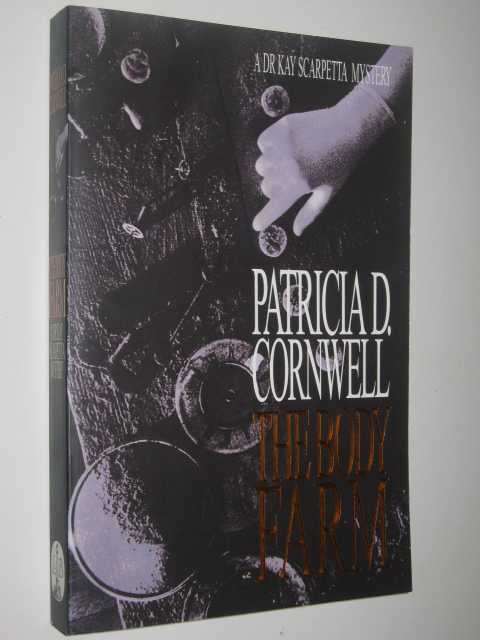 A DR KAY SCARPETTA MYSTERY
PATRICIA D.
CORNWELL
THE BODY
FARM